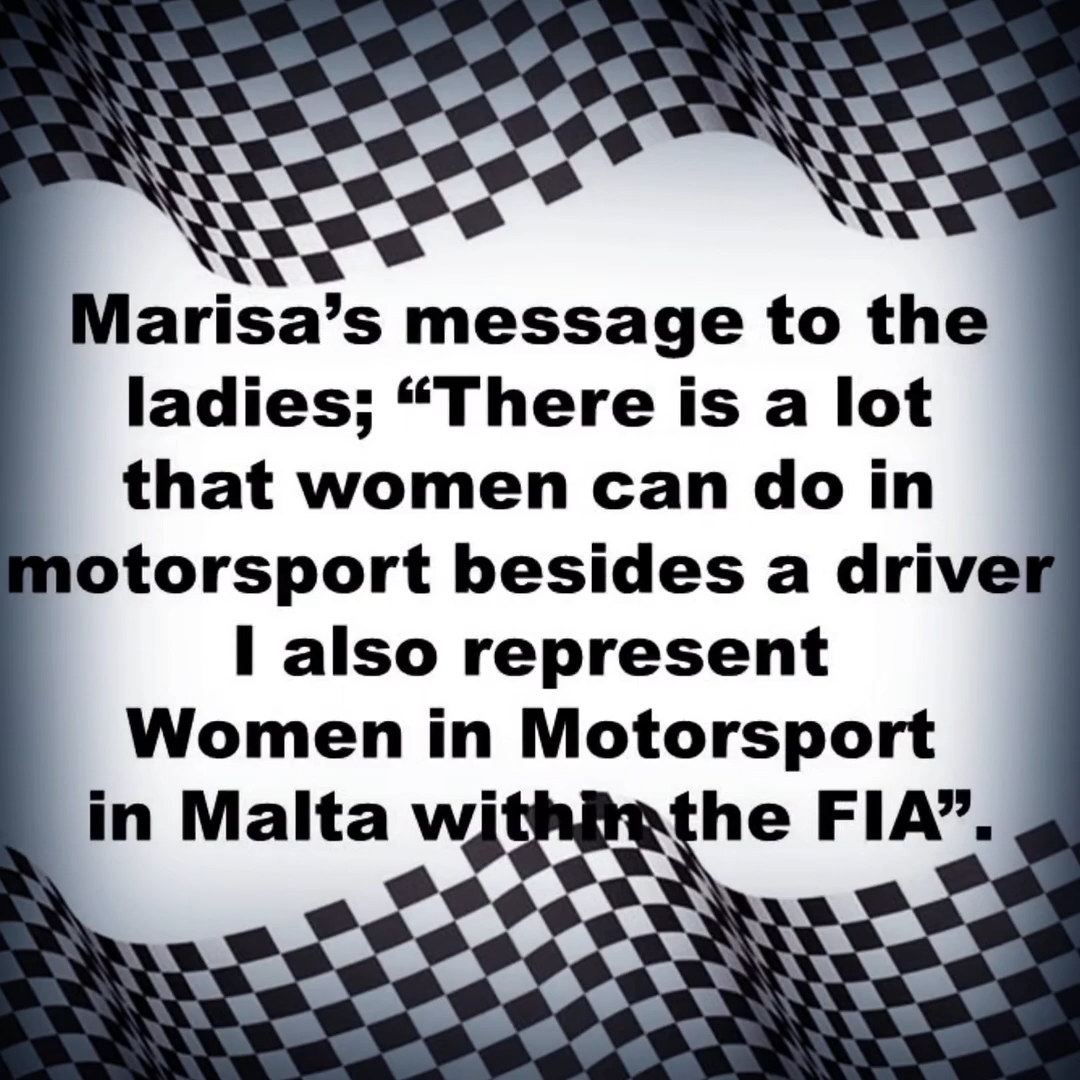 Marisa’s message to the
ladies; “There is a lot
that women can do in
motorsport besides a driver
I also represent
Women in Motorsport
in Malta within the FIA”.